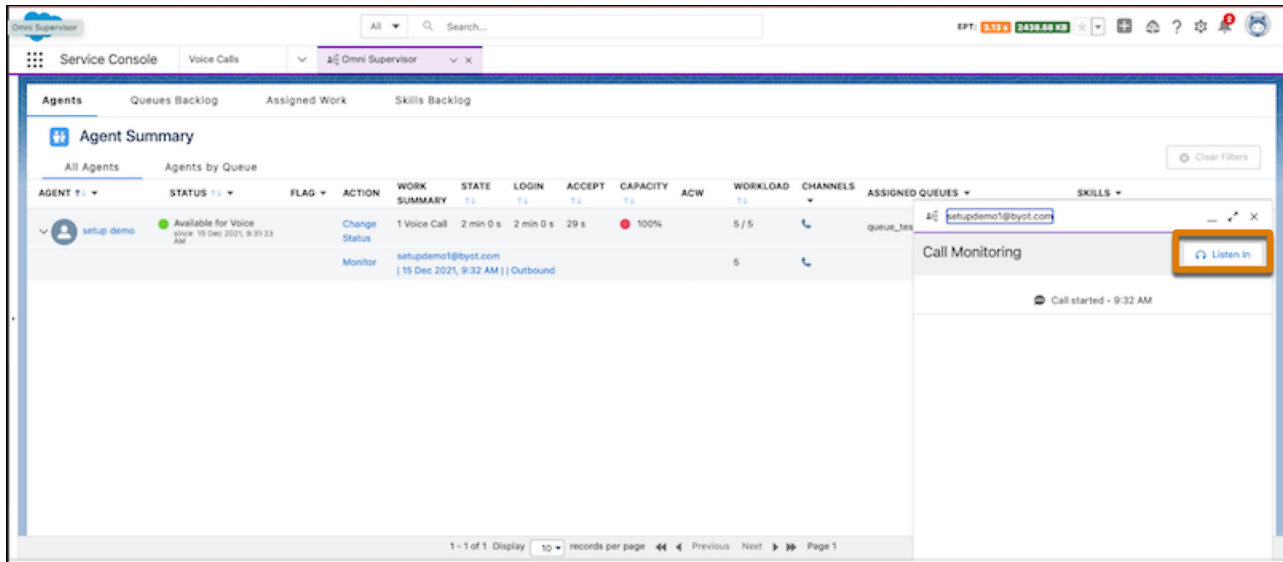 Omni Supervisor
All
Search...
EPT: 3.13 s 2438.68 KB
2
Service Console
Voice Calls
Omni Supervisor
Agents
Queues Backlog
Assigned Work
Skills Backlog
Agent Summary
Clear Filters
All Agents
Agents by Queue
AGENT
STATUS
FLAG
ACTION
WORK SUMMARY
STATE
LOGIN
ACCEPT
CAPACITY
ACW
WORKLOAD
CHANNELS
ASSIGNED QUEUES
SKILLS
setup demo
Available for Voice
since 15 Dec 2021, 9:31:23 AM
Change Status
1 Voice Call
2 min 0 s
2 min 0 s
29 s
100%
5 / 5
queue_tes
Monitor
setupdemo1@byot.com
| 15 Dec 2021, 9:32 AM | | Outbound
5
setupdemo1@byot.com
Call Monitoring
Listen In
Call started • 9:32 AM
1 - 1 of 1 Display 10 records per page Previous Next Page 1